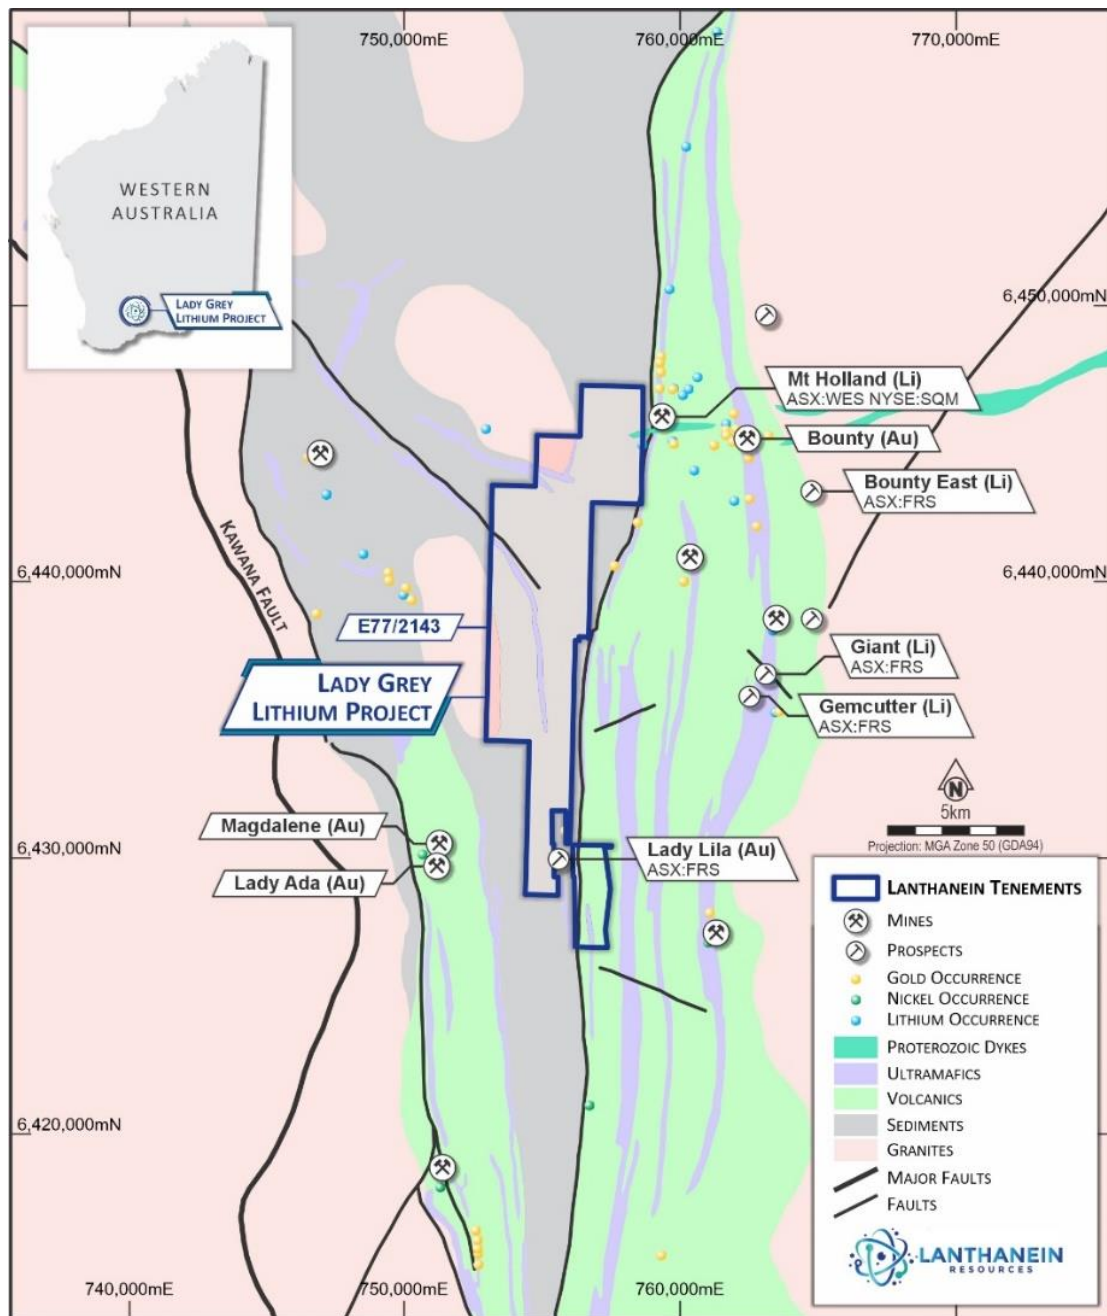 750,000mE
760,000mE
770,000mE
WESTERN
AUSTRALIA
LADY GREY
LITHIUM PROJECT
6,450,000mN
Mt Holland (Li)
ASX:WES NYSE:SQM
Bounty (Au)
Bounty East (Li)
ASX:FRS
KAWANA FAULT
6,440,000mN
6,440,000mN
E77/2143
LADY GREY
LITHIUM PROJECT
Giant (Li)
ASX:FRS
Gemcutter (Li)
ASX:FRS
N
5km
Projection: MGA Zone 50 (GDA94)
Magdalene (Au)
Lady Ada (Au)
6,430,000mN
Lady Lila (Au)
ASX:FRS
LANTHANEIN TENEMENTS
MINES
PROSPECTS
GOLD OCCURRENCE
NICKEL OCCURRENCE
LITHIUM OCCURRENCE
PROTEROZOIC DYKES
ULTRAMAFICS
VOLCANICS
SEDIMENTS
GRANITES
MAJOR FAULTS
FAULTS
LANTHANEIN
RESOURCES
6,420,000mN
740,000mE
750,000mE
760,000mE